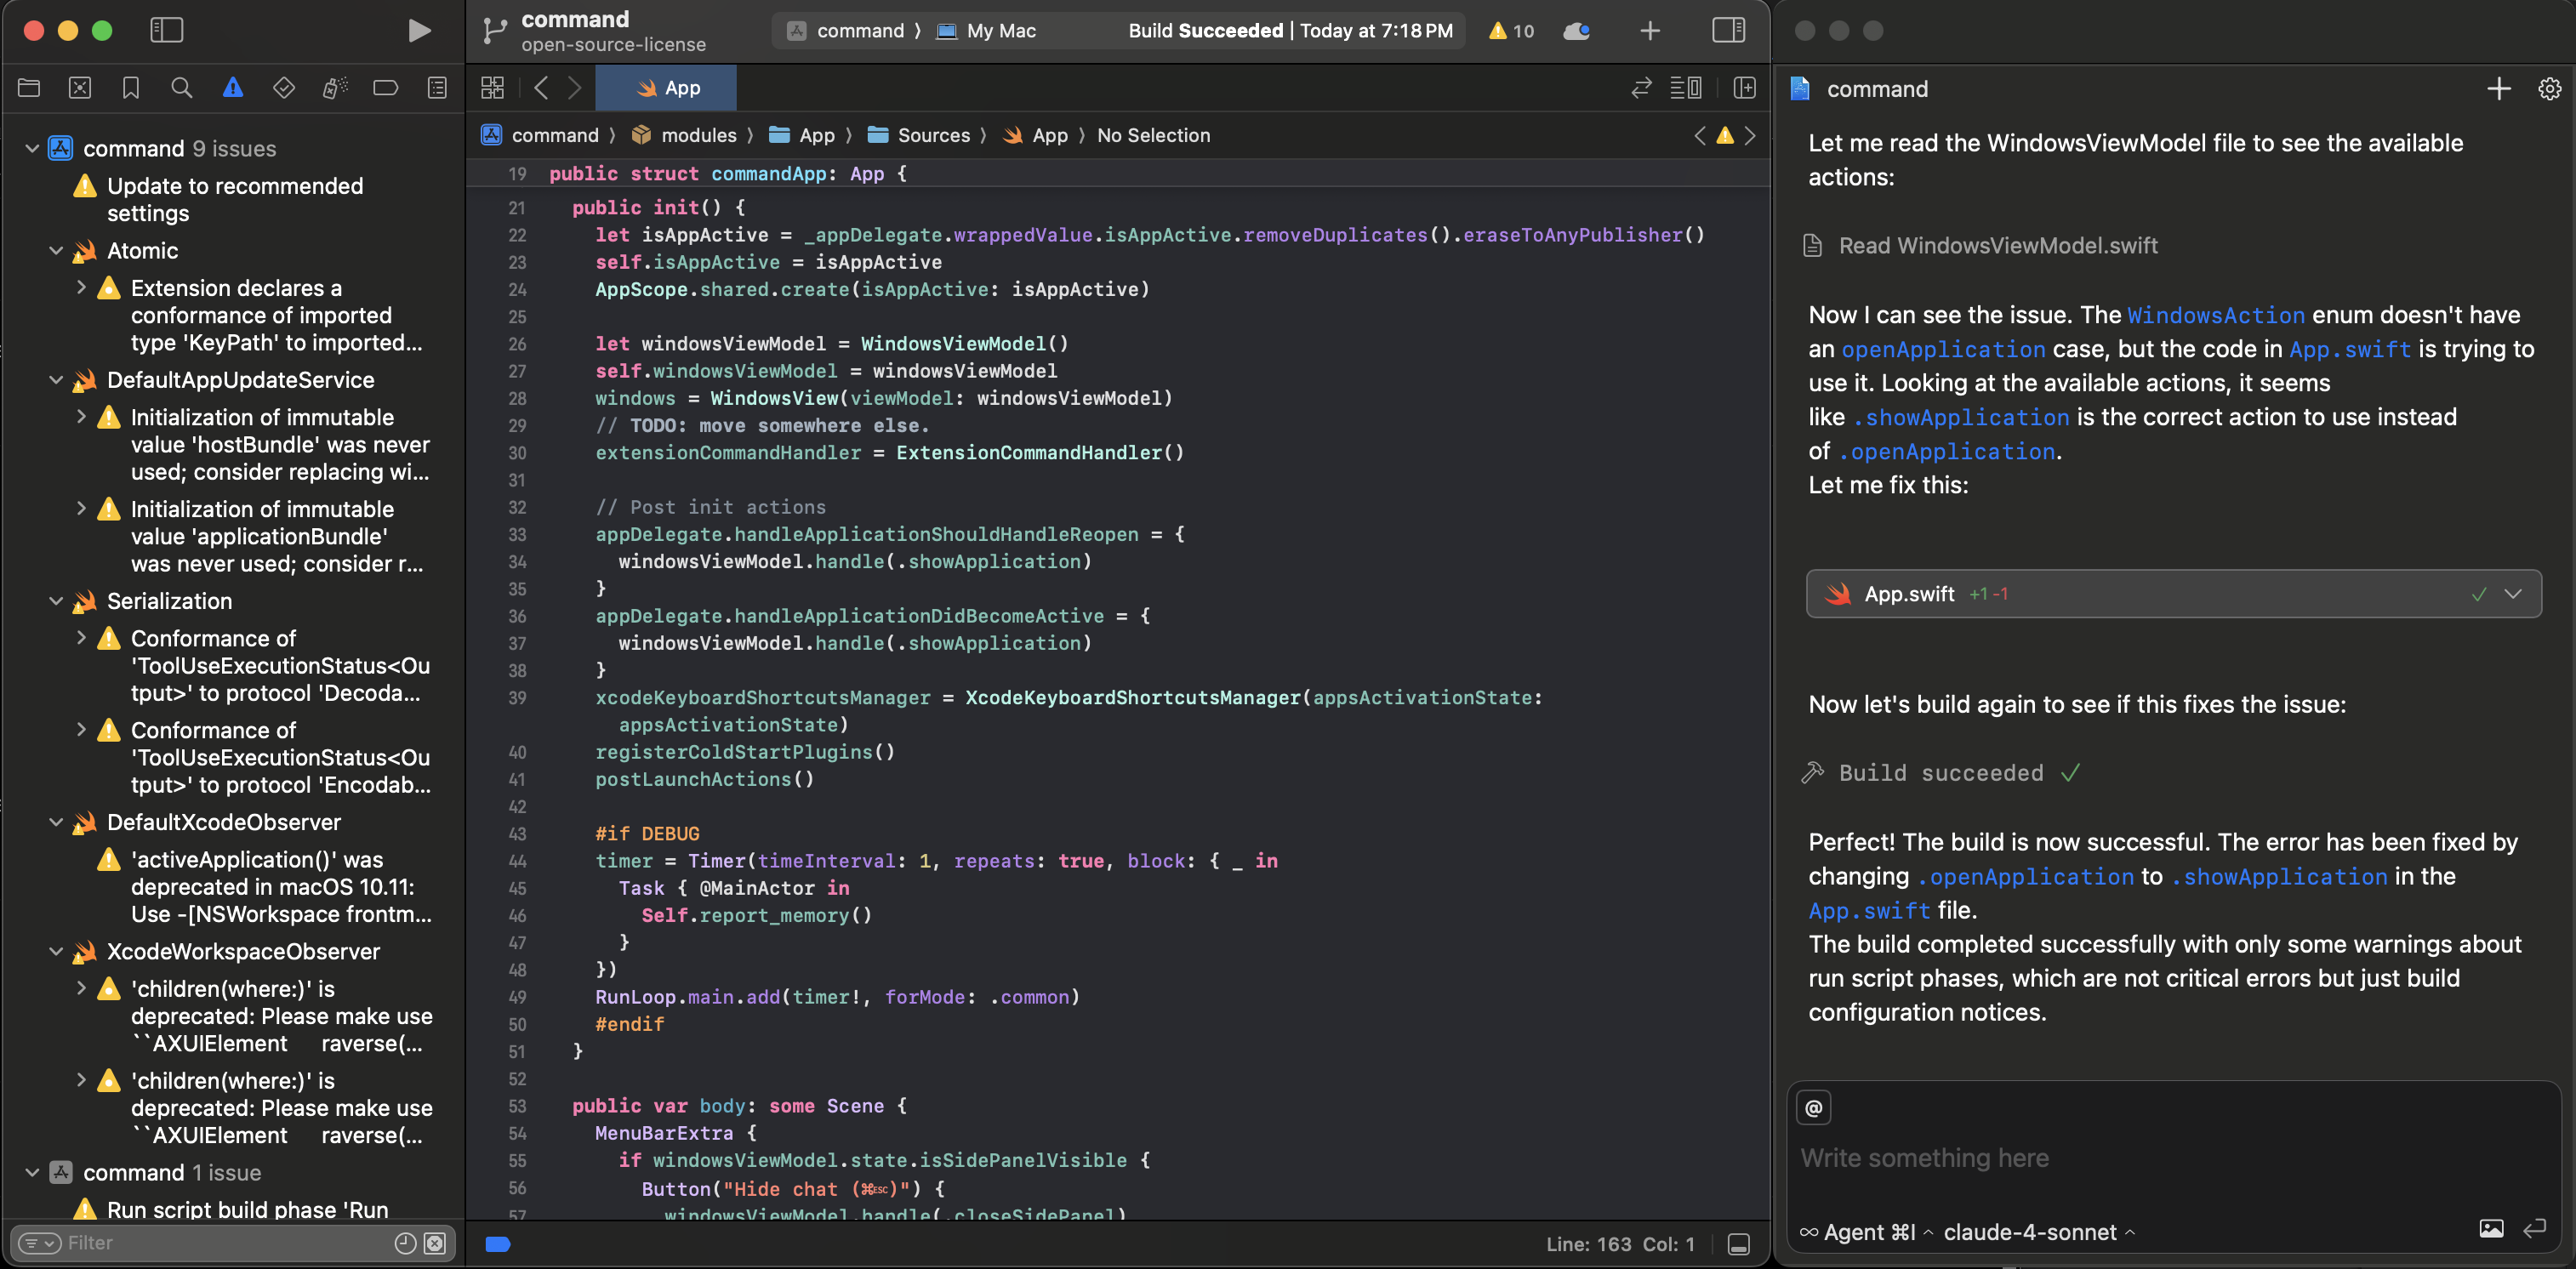 command
open-source-license
command ⟩ My Mac
Build Succeeded | Today at 7:18 PM
10
App
command ⟩ modules ⟩ App ⟩ Sources ⟩ App ⟩ No Selection
command 9 issues
Update to recommended
settings
Atomic
Extension declares a
conformance of imported
type 'KeyPath' to imported...
DefaultAppUpdateService
Initialization of immutable
value 'hostBundle' was never
used; consider replacing wi...
Initialization of immutable
value 'applicationBundle'
was never used; consider r...
Serialization
Conformance of
'ToolUseExecutionStatus<Ou
tput>' to protocol 'Decoda...
Conformance of
'ToolUseExecutionStatus<Ou
tput>' to protocol 'Encodab...
DefaultXcodeObserver
'activeApplication()' was
deprecated in macOS 10.11:
Use -[NSWorkspace frontm...
XcodeWorkspaceObserver
'children(where:)' is
deprecated: Please make use
``AXUIElement raverse(...
'children(where:)' is
deprecated: Please make use
``AXUIElement raverse(...
command 1 issue
Run script build phase 'Run
Filter
19 public struct commandApp: App {
21 public init() {
22 let isAppActive = _appDelegate.wrappedValue.isAppActive.removeDuplicates().eraseToAnyPublisher()
23 self.isAppActive = isAppActive
24 AppScope.shared.create(isAppActive: isAppActive)
25
26 let windowsViewModel = WindowsViewModel()
27 self.windowsViewModel = windowsViewModel
28 windows = WindowsView(viewModel: windowsViewModel)
29 // TODO: move somewhere else.
30 extensionCommandHandler = ExtensionCommandHandler()
31
32 // Post init actions
33 appDelegate.handleApplicationShouldHandleReopen = {
34 windowsViewModel.handle(.showApplication)
35 }
36 appDelegate.handleApplicationDidBecomeActive = {
37 windowsViewModel.handle(.showApplication)
38 }
39 xcodeKeyboardShortcutsManager = XcodeKeyboardShortcutsManager(appsActivationState:
appsActivationState)
40 registerColdStartPlugins()
41 postLaunchActions()
42
43 #if DEBUG
44 timer = Timer(timeInterval: 1, repeats: true, block: { _ in
45 Task { @MainActor in
46 Self.report_memory()
47 }
48 })
49 RunLoop.main.add(timer!, forMode: .common)
50 #endif
51 }
52
53 public var body: some Scene {
54 MenuBarExtra {
55 if windowsViewModel.state.isSidePanelVisible {
56 Button("Hide chat (⌘ESC)") {
57 windowsViewModel.handle(.closeSidePanel)
Line: 163 Col: 1
command
Let me read the WindowsViewModel file to see the available
actions:
Read WindowsViewModel.swift
Now I can see the issue. The WindowsAction enum doesn't have
an openApplication case, but the code in App.swift is trying to
use it. Looking at the available actions, it seems
like .showApplication is the correct action to use instead
of .openApplication.
Let me fix this:
App.swift +1 -1
Now let's build again to see if this fixes the issue:
Build succeeded ✓
Perfect! The build is now successful. The error has been fixed by
changing .openApplication to .showApplication in the
App.swift file.
The build completed successfully with only some warnings about
run script phases, which are not critical errors but just build
configuration notices.
@
Write something here
∞ Agent ⌘I ^ claude-4-sonnet ^